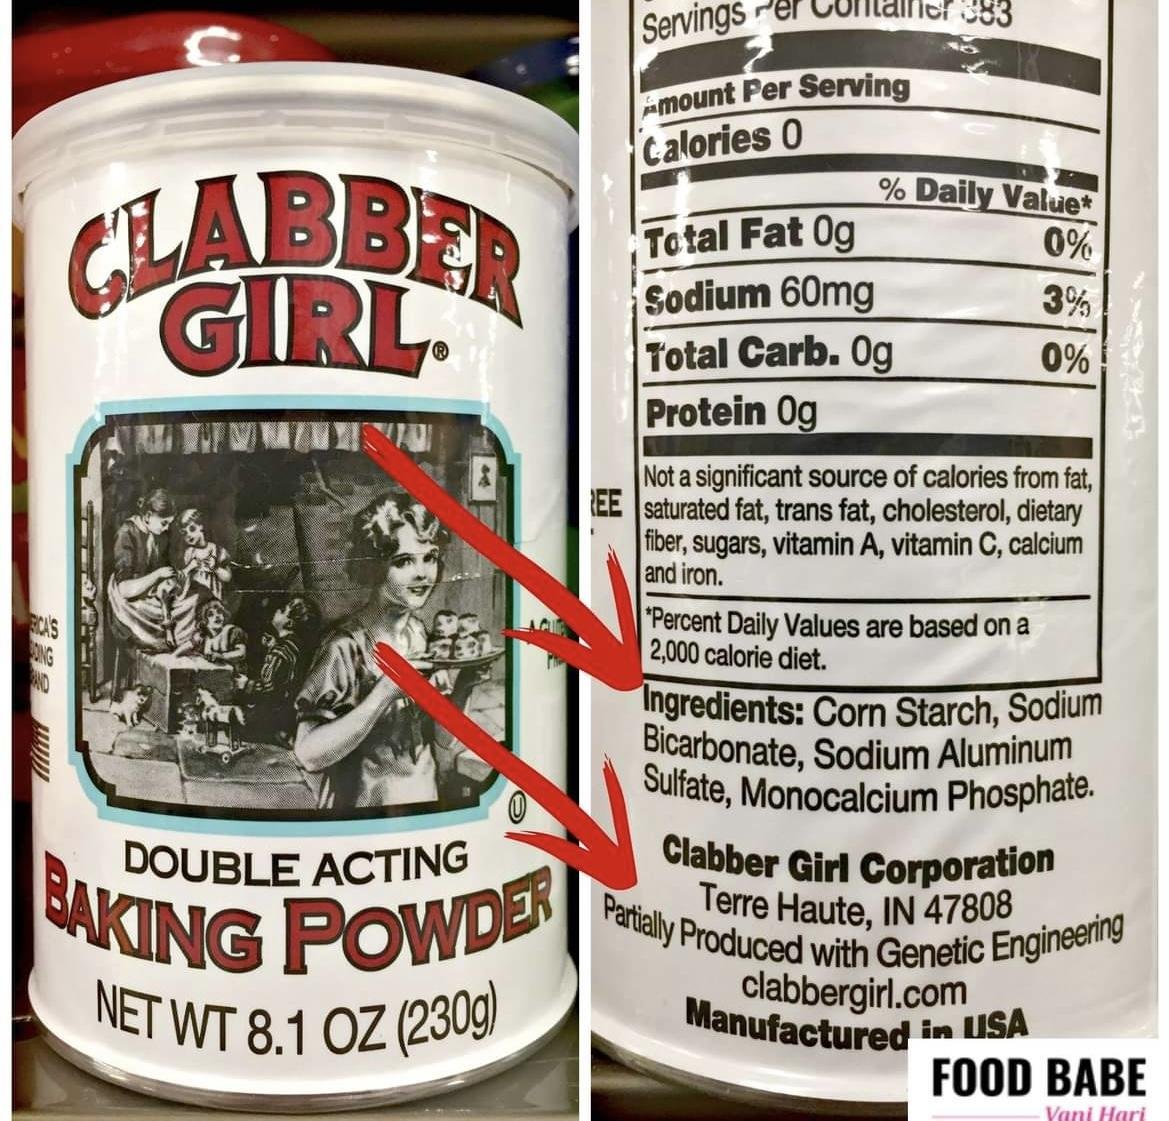 CLABBER
GIRL®
DOUBLE ACTING
BAKING POWDER
NET WT 8.1 OZ (230g)
U
Servings Per Container 383
Amount Per Serving
Calories 0
% Daily Value*
Total Fat 0g 0%
Sodium 60mg 3%
Total Carb. 0g 0%
Protein 0g
Not a significant source of calories from fat,
saturated fat, trans fat, cholesterol, dietary
fiber, sugars, vitamin A, vitamin C, calcium
and iron.
*Percent Daily Values are based on a
2,000 calorie diet.
Ingredients: Corn Starch, Sodium
Bicarbonate, Sodium Aluminum
Sulfate, Monocalcium Phosphate.
Clabber Girl Corporation
Terre Haute, IN 47808
Partially Produced with Genetic Engineering
clabbergirl.com
Manufactured in USA
FOOD BABE
Vani Hari